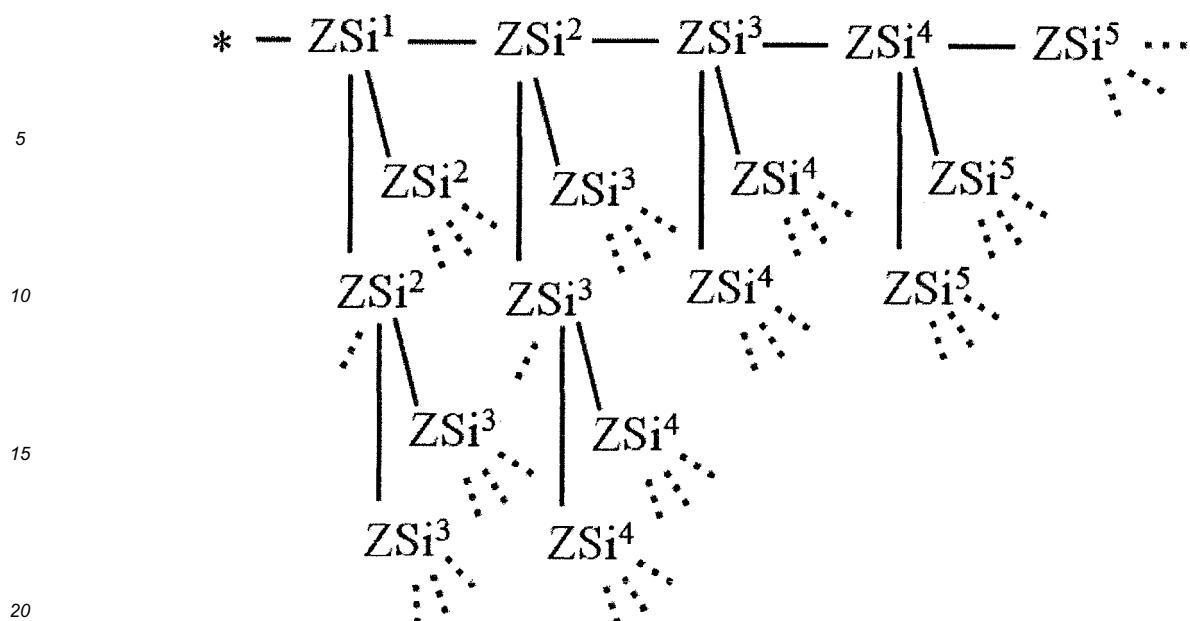 * — ZSi¹ — ZSi² — ZSi³ — ZSi⁴ — ZSi⁵ ⋯
5
ZSi² ZSi³ ZSi⁴ ZSi⁵
10
ZSi² ZSi³ ZSi⁴ ZSi⁵
ZSi³ ZSi⁴
15
ZSi³ ZSi⁴
20